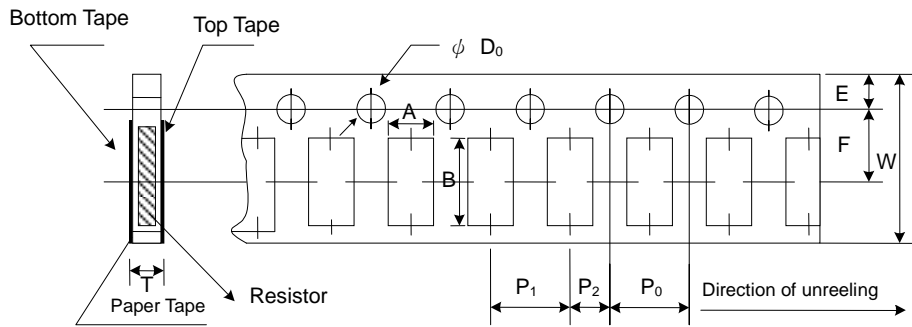 Bottom Tape
Top Tape
ψ D₀
A
E
F
W
B
T
Paper Tape
Resistor
P₁
P₂
P₀
Direction of unreeling